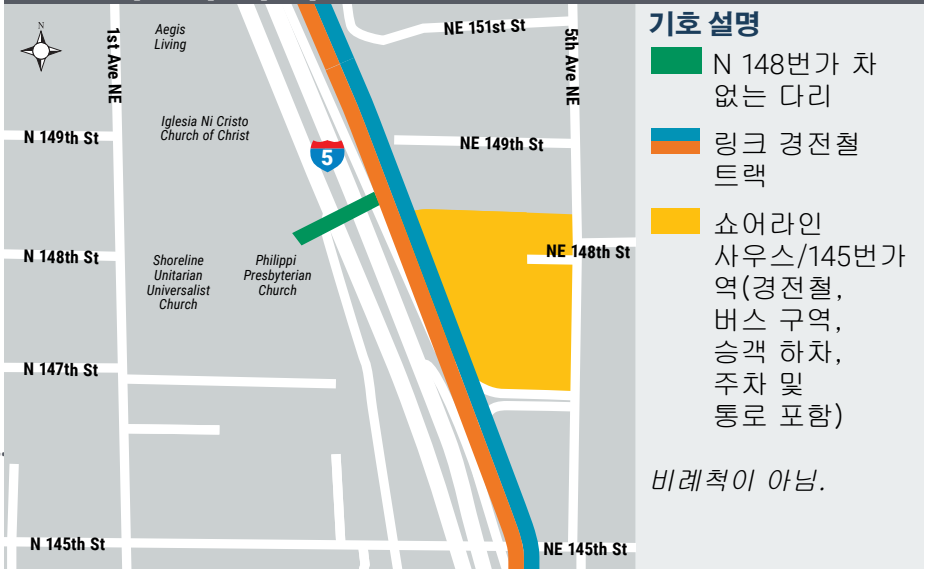 N
1st Ave NE
Aegis
Living
NE 151st St
5th Ave NE
N 149th St
Iglesia Ni Cristo
Church of Christ
5
NE 149th St
N 148th St
Shoreline
Unitarian
Universalist
Church
Philippi
Presbyterian
Church
NE 148th St
N 147th St
N 145th St
NE 145th St
기호 설명
N 148번가 차
없는 다리
링크 경전철
트랙
쇼어라인
사우스/145번가
역(경전철,
버스 구역,
승객 하차,
주차 및
통로 포함)
비례척이 아님.